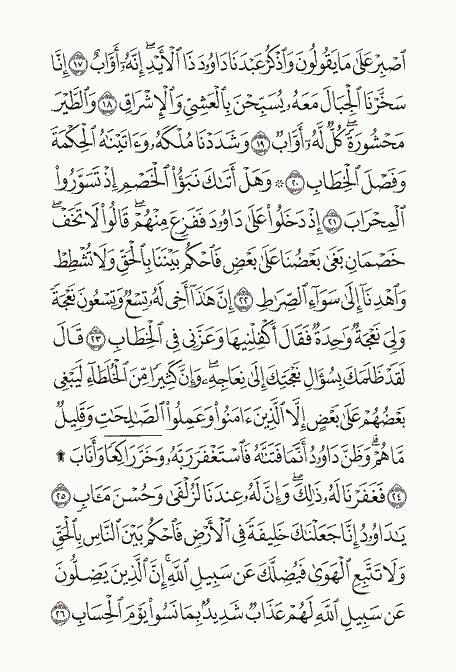 ٱصْبِرْ عَلَىٰ مَا يَقُولُونَ وَٱذْكُرْ عَبْدَنَا دَاوُۥدَ ذَا ٱلْأَيْدِ ۖ إِنَّهُۥٓ أَوَّابٌ ١٧ إِنَّا
سَخَّرْنَا ٱلْجِبَالَ مَعَهُۥ يُسَبِّحْنَ بِٱلْعَشِىِّ وَٱلْإِشْرَاقِ ١٨ وَٱلطَّيْرَ
مَحْشُورَةً ۖ كُلٌّ لَّهُۥٓ أَوَّابٌ ١٩ وَشَدَدْنَا مُلْكَهُۥ وَءَاتَيْنَٰهُ ٱلْحِكْمَةَ
وَفَصْلَ ٱلْخِطَابِ ٢٠ ۞ وَهَلْ أَتَىٰكَ نَبَؤُا۟ ٱلْخَصْمِ إِذْ تَسَوَّرُوا۟
ٱلْمِحْرَابَ ٢١ إِذْ دَخَلُوا۟ عَلَىٰ دَاوُۥدَ فَفَزِعَ مِنْهُمْ ۖ قَالُوا۟ لَا تَخَفْ ۖ
خَصْمَانِ بَغَىٰ بَعْضُنَا عَلَىٰ بَعْضٍ فَٱحْكُم بَيْنَنَا بِٱلْحَقِّ وَلَا تُشْطِطْ
وَٱهْدِنَآ إِلَىٰ سَوَآءِ ٱلصِّرَٰطِ ٢٢ إِنَّ هَٰذَآ أَخِى لَهُۥ تِسْعٌ وَتِسْعُونَ نَعْجَةً
وَلِىَ نَعْجَةٌ وَٰحِدَةٌ فَقَالَ أَكْفِلْنِيهَا وَعَزَّنِى فِى ٱلْخِطَابِ ٢٣ قَالَ
لَقَدْ ظَلَمَكَ بِسُؤَالِ نَعْجَتِكَ إِلَىٰ نِعَاجِهِۦ ۖ وَإِنَّ كَثِيرًا مِّنَ ٱلْخُلَطَآءِ لَيَبْغِى
بَعْضُهُمْ عَلَىٰ بَعْضٍ إِلَّا ٱلَّذِينَ ءَامَنُوا۟ وَعَمِلُوا۟ ٱلصَّٰلِحَٰتِ وَقَلِيلٌ
مَّا هُمْ ۗ وَظَنَّ دَاوُۥدُ أَنَّمَا فَتَنَّٰهُ فَٱسْتَغْفَرَ رَبَّهُۥ وَخَرَّ رَاكِعًا وَأَنَابَ ۩
٢٤ فَغَفَرْنَا لَهُۥ ذَٰلِكَ ۖ وَإِنَّ لَهُۥ عِندَنَا لَزُلْفَىٰ وَحُسْنَ مَـَٔابٍ ٢٥
يَٰدَاوُۥدُ إِنَّا جَعَلْنَٰكَ خَلِيفَةً فِى ٱلْأَرْضِ فَٱحْكُم بَيْنَ ٱلنَّاسِ بِٱلْحَقِّ
وَلَا تَتَّبِعِ ٱلْهَوَىٰ فَيُضِلَّكَ عَن سَبِيلِ ٱللَّهِ ۚ إِنَّ ٱلَّذِينَ يَضِلُّونَ
عَن سَبِيلِ ٱللَّهِ لَهُمْ عَذَابٌ شَدِيدٌۢ بِمَا نَسُوا۟ يَوْمَ ٱلْحِسَابِ ٢٦